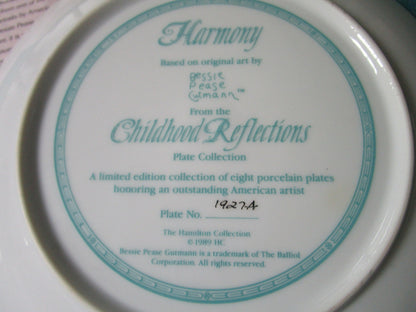 Harmony
Based on original art by
Bessie
Pease
Gutmann™
From the
Childhood Reflections
Plate Collection
A limited edition collection of eight porcelain plates
honoring an outstanding American artist
Plate No. 1927A
The Hamilton Collection
©1989 HC
Bessie Pease Gutmann is a trademark of The Balliol
Corporation. All rights reserved.